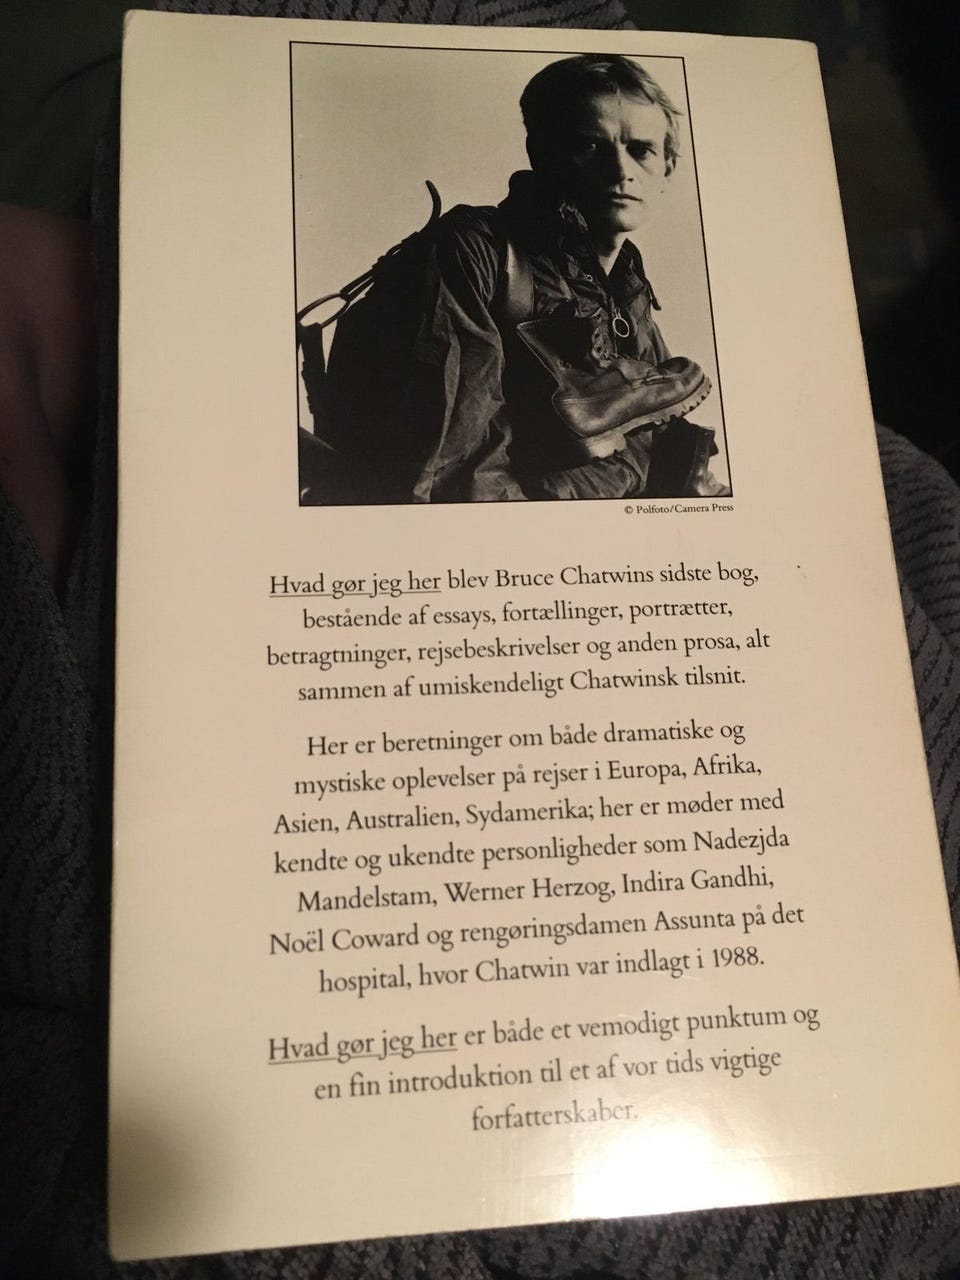 © Polfoto/Camera Press
Hvad gør jeg her blev Bruce Chatwins sidste bog,
bestående af essays, fortællinger, portrætter,
betragtninger, rejsebeskrivelser og anden prosa, alt
sammen af umiskendeligt Chatwinsk tilsnit.
Her er beretninger om både dramatiske og
mystiske oplevelser på rejser i Europa, Afrika,
Asien, Australien, Sydamerika; her er møder med
kendte og ukendte personligheder som Nadezjda
Mandelstam, Werner Herzog, Indira Gandhi,
Noël Coward og rengøringsdamen Assunta på det
hospital, hvor Chatwin var indlagt i 1988.
Hvad gør jeg her er både et vemodigt punktum og
en fin introduktion til et af vor tids vigtige
forfatterskaber.